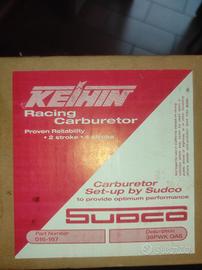 KEIHIN
Racing
Carburetor
Proven Reliability
• 2 stroke • 4 stroke
Carburetor
Set-up by Sudco
to provide optimum performance
SUDCO
Part Number
016-167
Description